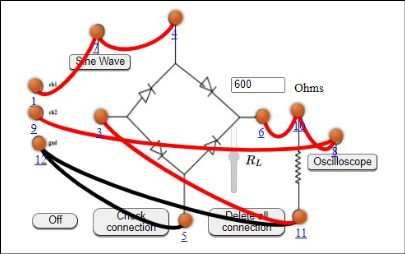 7
4
Sine Wave
ch1
600
Ohms
1
ch2
9
3
6
10
8
gnd
12
R_L
Oscilloscope
Off
Check connection
Delete all connection
5
11